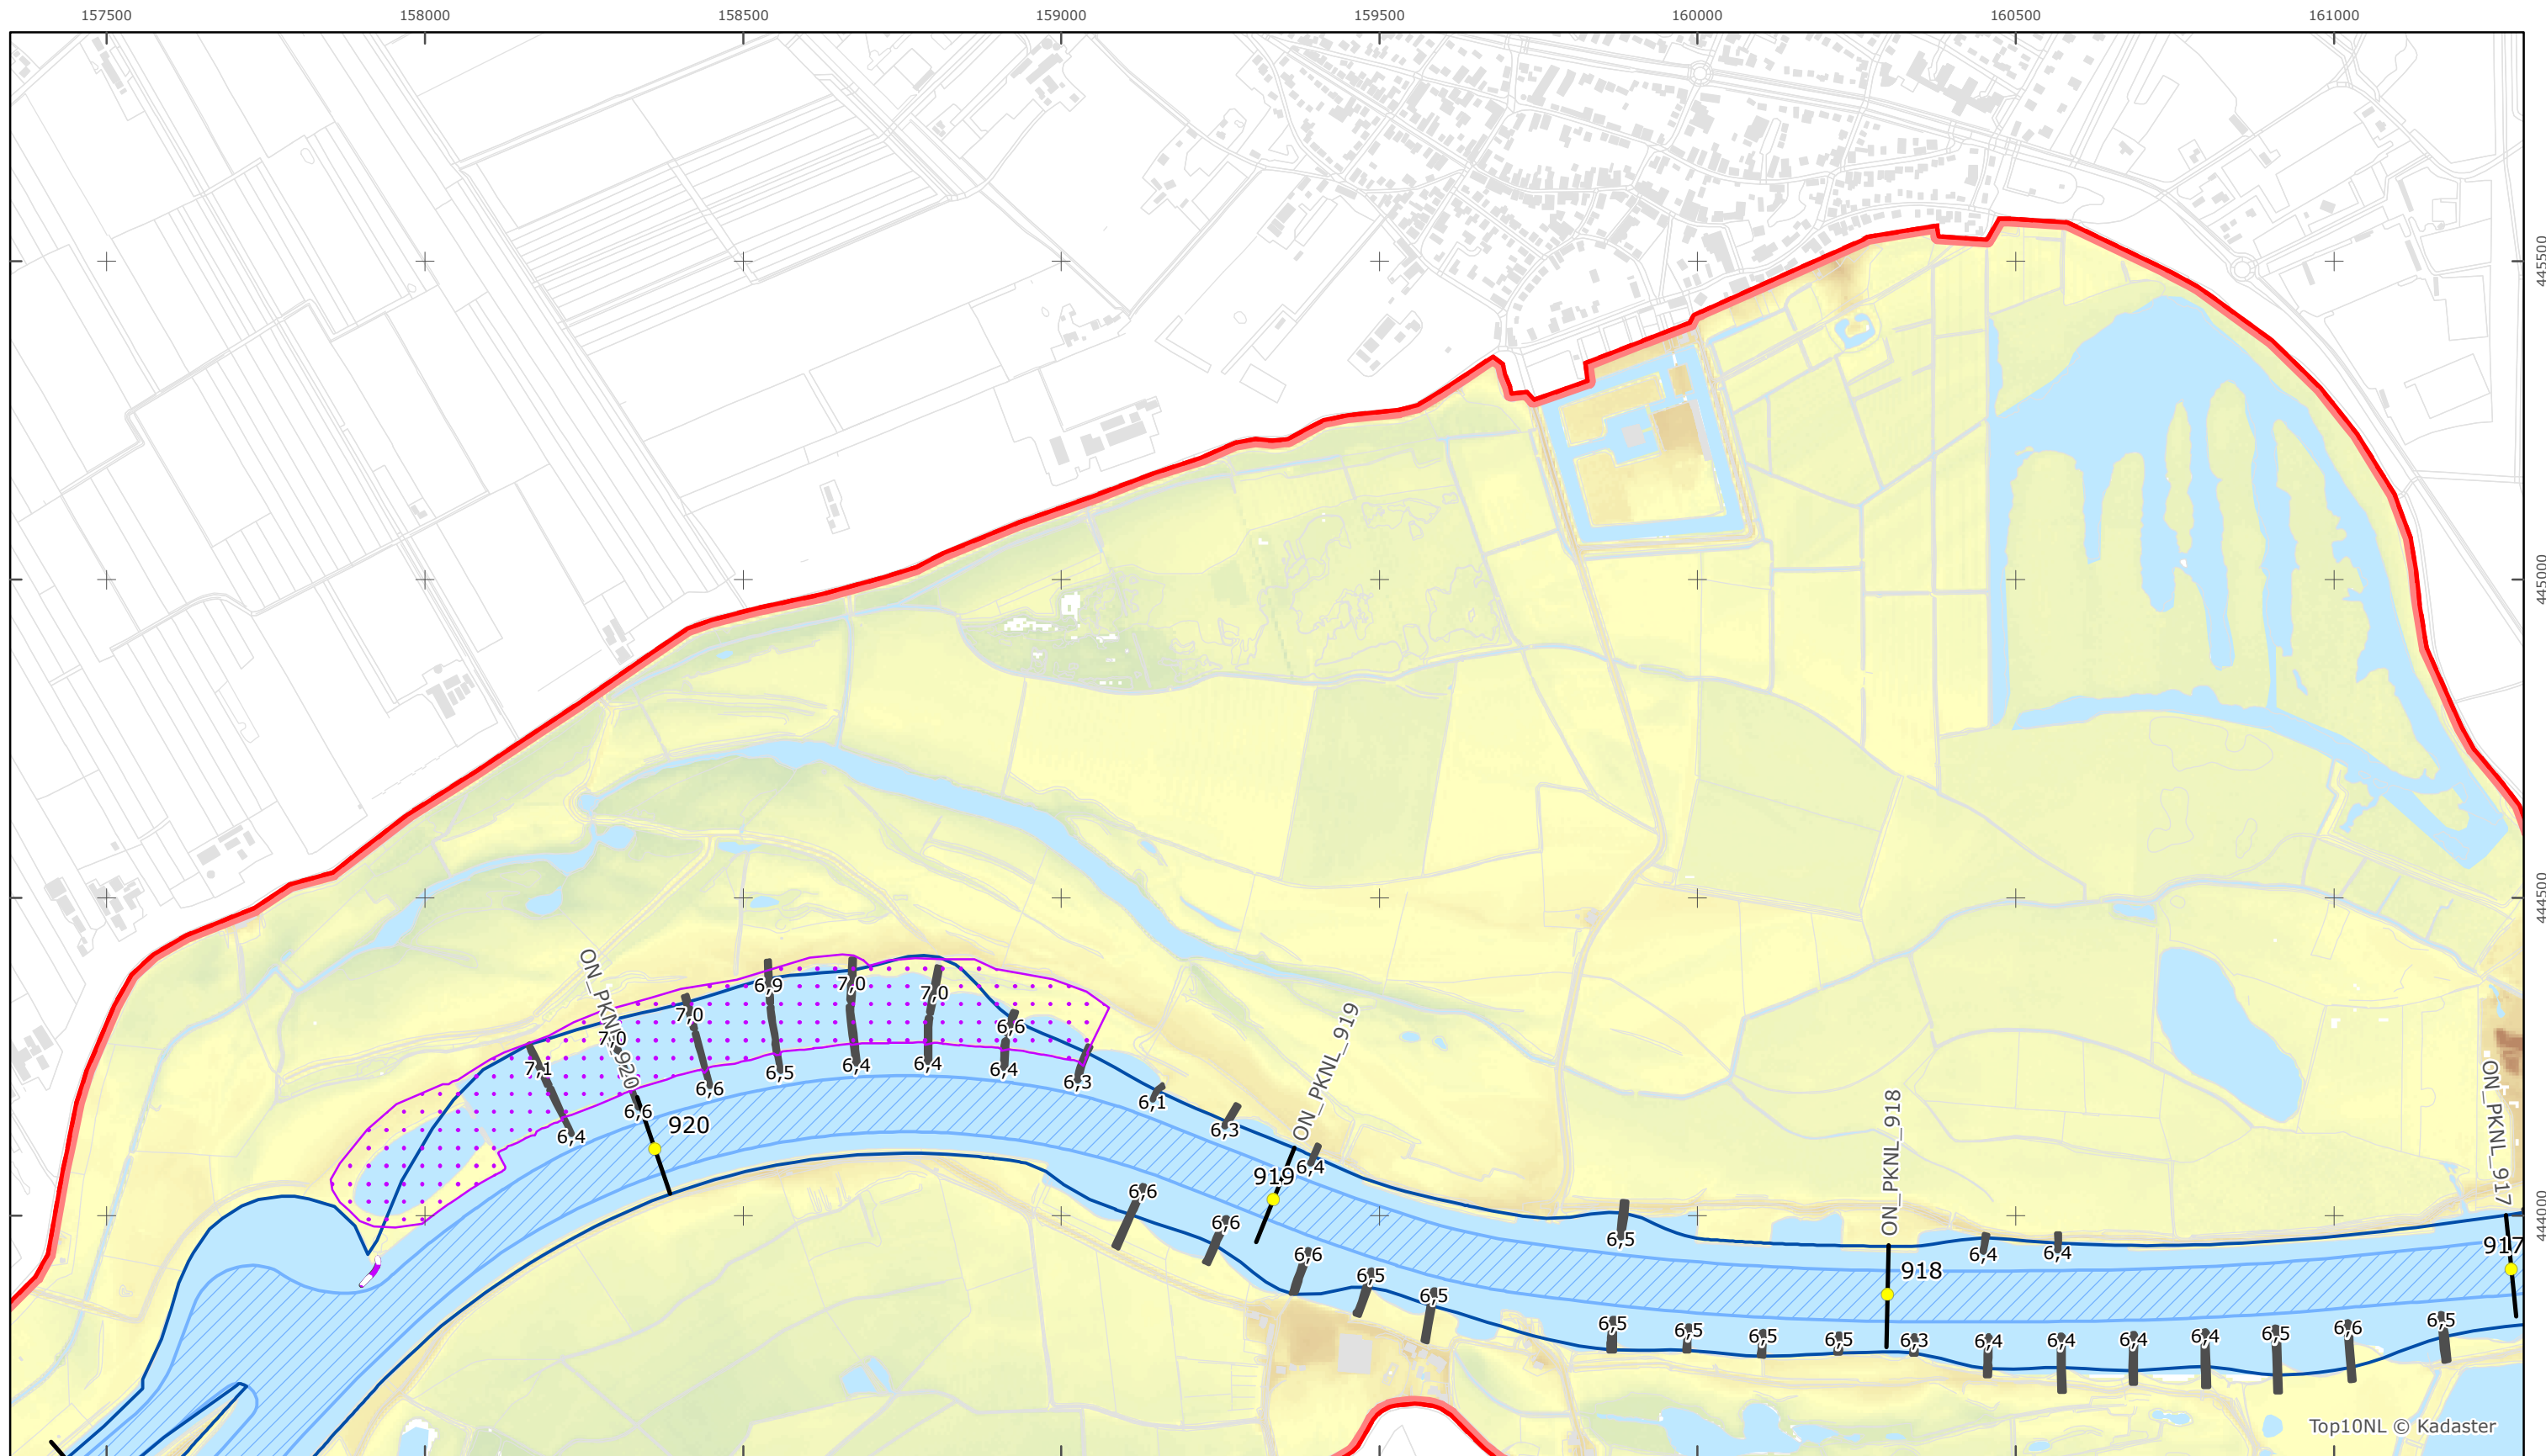 157500 158000 158500 159000 159500 160000 160500 161000
445500
445000
444500
444000
ON_PKNL_920
ON_PKNL_919
ON_PKNL_918
ON_PKNL_917
6,9 7,0 7,0
7,0 6,6
7,0
7,1 6,5 6,4 6,4 6,4 6,3
6,6 6,1
6,6 920 6,3
6,4
919 6,4
6,6
6,6 6,5
6,6 6,4 6,4 917
6,5 918
6,5
6,5 6,5 6,5 6,5 6,3 6,4 6,4 6,4 6,4 6,5 6,6 6,5
Top10NL © Kadaster